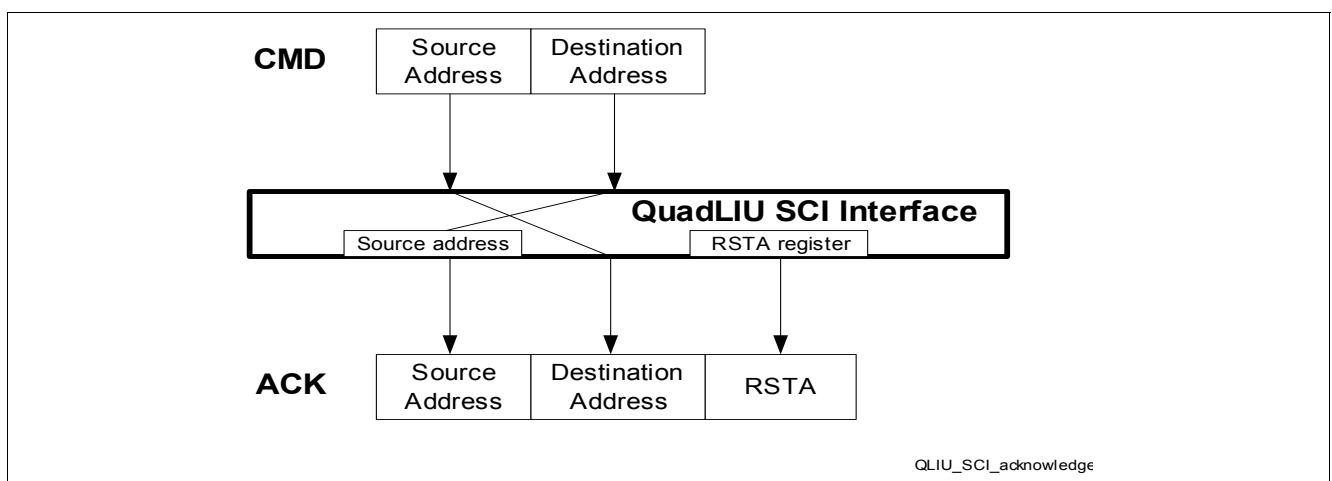 CMD
Source
Address
Destination
Address
QuadLIU SCI Interface
Source address
RSTA register
ACK
Source
Address
Destination
Address
RSTA
QLIU_SCI_acknowledge